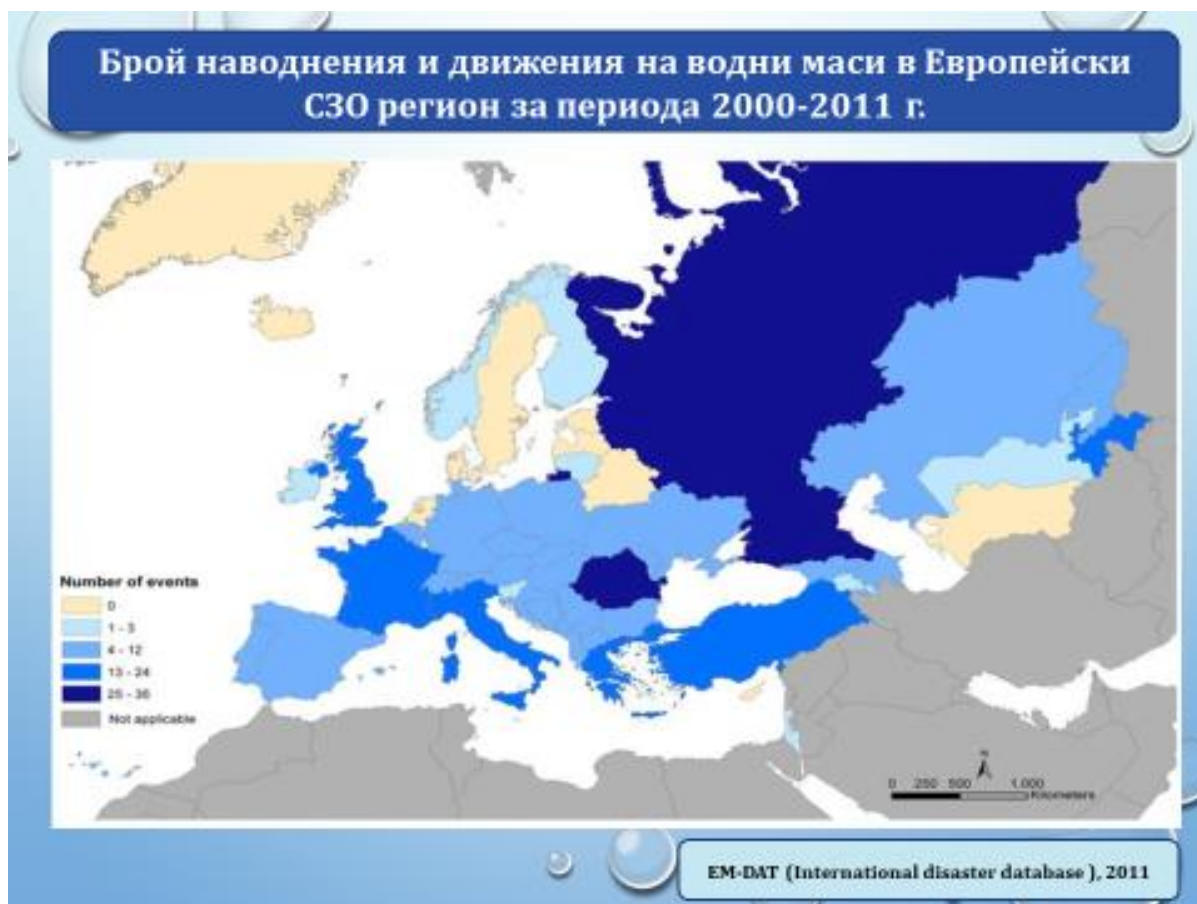 Брой наводнения и движения на водни маси в Европейски
СЗО регион за периода 2000-2011 г.
Number of events
0
1 - 3
4 - 12
13 - 24
25 - 36
Not applicable
N
0 250 500 1,000
Kilometers
EM-DAT (International disaster database ), 2011